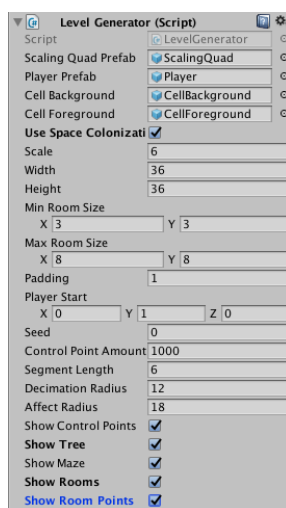 Level Generator (Script)
Script LevelGenerator
Scaling Quad Prefab ScalingQuad
Player Prefab Player
Cell Background CellBackground
Cell Foreground CellForeground
Use Space Colonizati
Scale 6
Width 36
Height 36
Min Room Size
X 3 Y 3
Max Room Size
X 8 Y 8
Padding 1
Player Start
X 0 Y 1 Z 0
Seed 0
Control Point Amount 1000
Segment Length 6
Decimation Radius 12
Affect Radius 18
Show Control Points
Show Tree
Show Maze
Show Rooms
Show Room Points